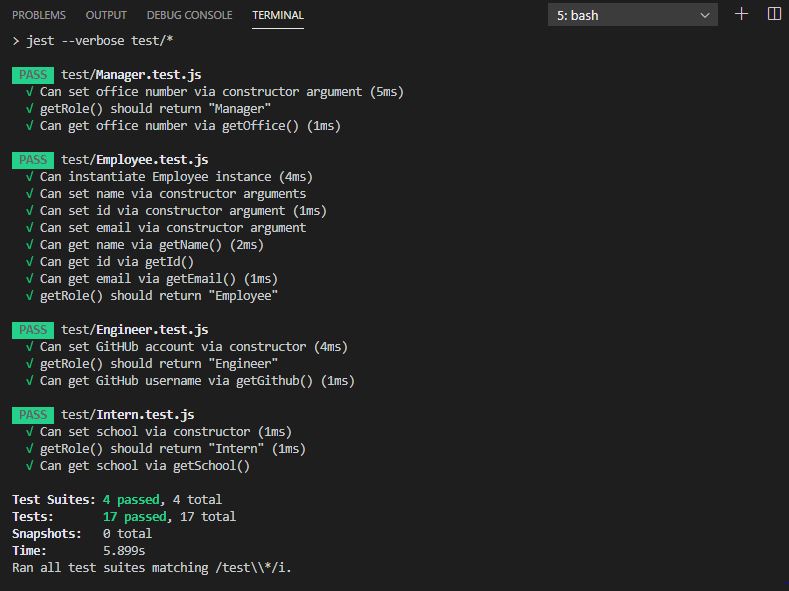 PROBLEMS OUTPUT DEBUG CONSOLE TERMINAL 5: bash
> jest --verbose test/*
PASS test/Manager.test.js
√ Can set office number via constructor argument (5ms)
√ getRole() should return "Manager"
√ Can get office number via getOffice() (1ms)
PASS test/Employee.test.js
√ Can instantiate Employee instance (4ms)
√ Can set name via constructor arguments
√ Can set id via constructor argument (1ms)
√ Can set email via constructor argument
√ Can get name via getName() (2ms)
√ Can get id via getId()
√ Can get email via getEmail() (1ms)
√ getRole() should return "Employee"
PASS test/Engineer.test.js
√ Can set GitHUb account via constructor (4ms)
√ getRole() should return "Engineer"
√ Can get GitHub username via getGithub() (1ms)
PASS test/Intern.test.js
√ Can set school via constructor (1ms)
√ getRole() should return "Intern" (1ms)
√ Can get school via getSchool()
Test Suites: 4 passed, 4 total
Tests: 17 passed, 17 total
Snapshots: 0 total
Time: 5.899s
Ran all test suites matching /test\\*/i.